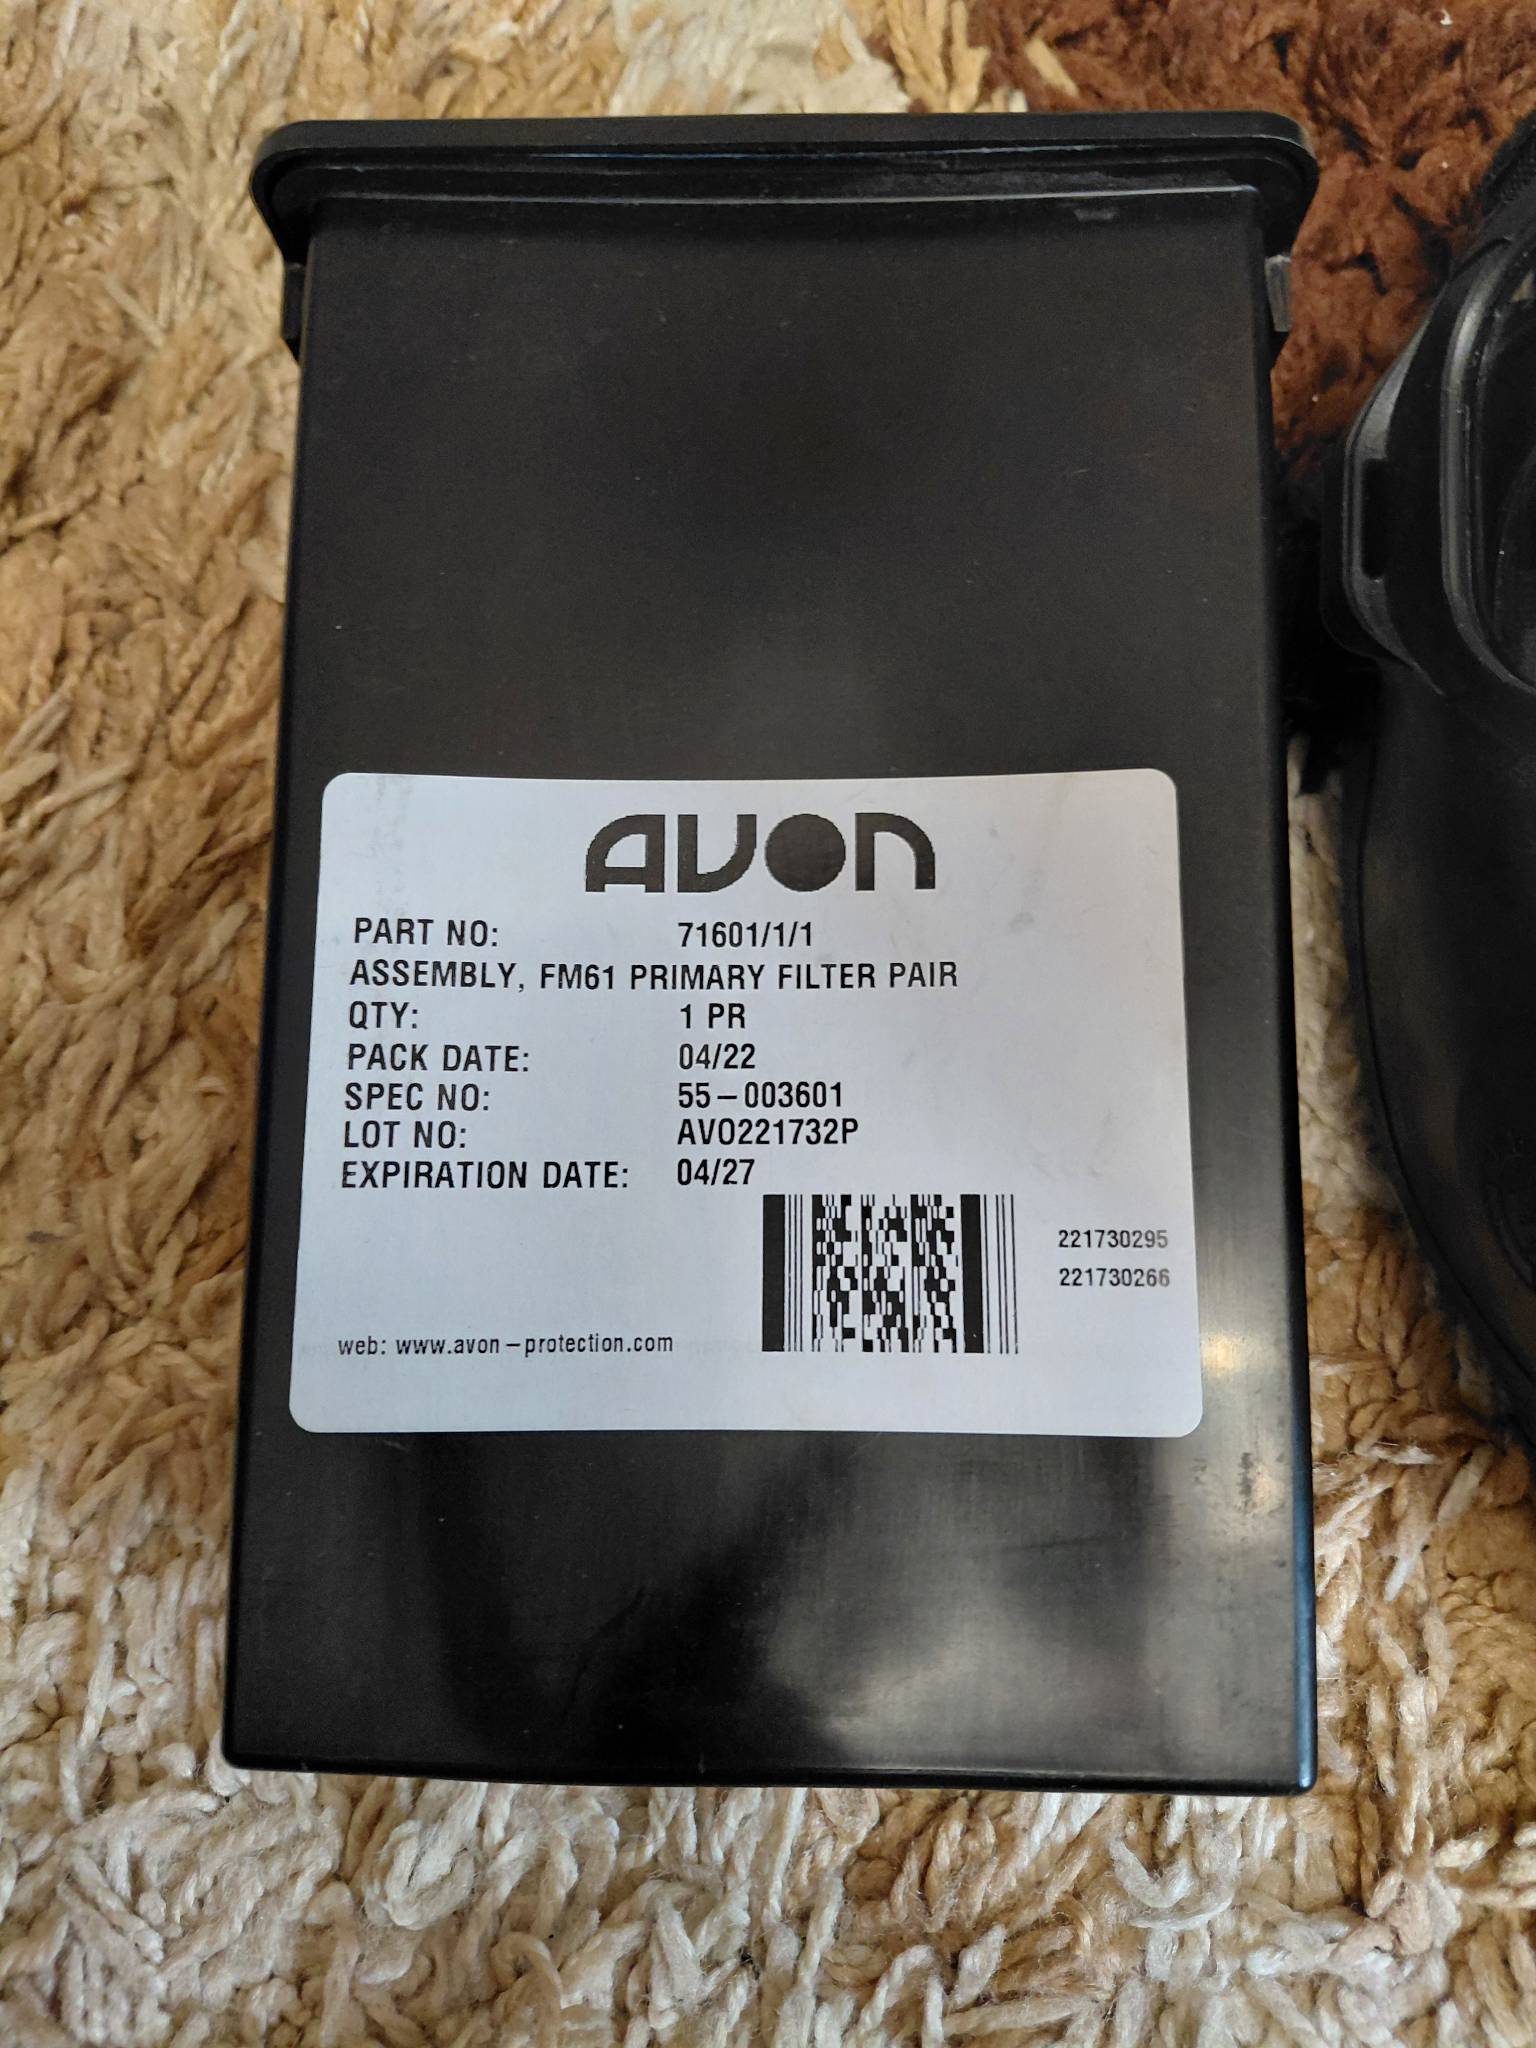 AVON
PART NO: 71601/1/1
ASSEMBLY, FM61 PRIMARY FILTER PAIR
QTY: 1 PR
PACK DATE: 04/22
SPEC NO: 55-003601
LOT NO: AVO221732P
EXPIRATION DATE: 04/27
221730295
221730266
web: www.avon-protection.com